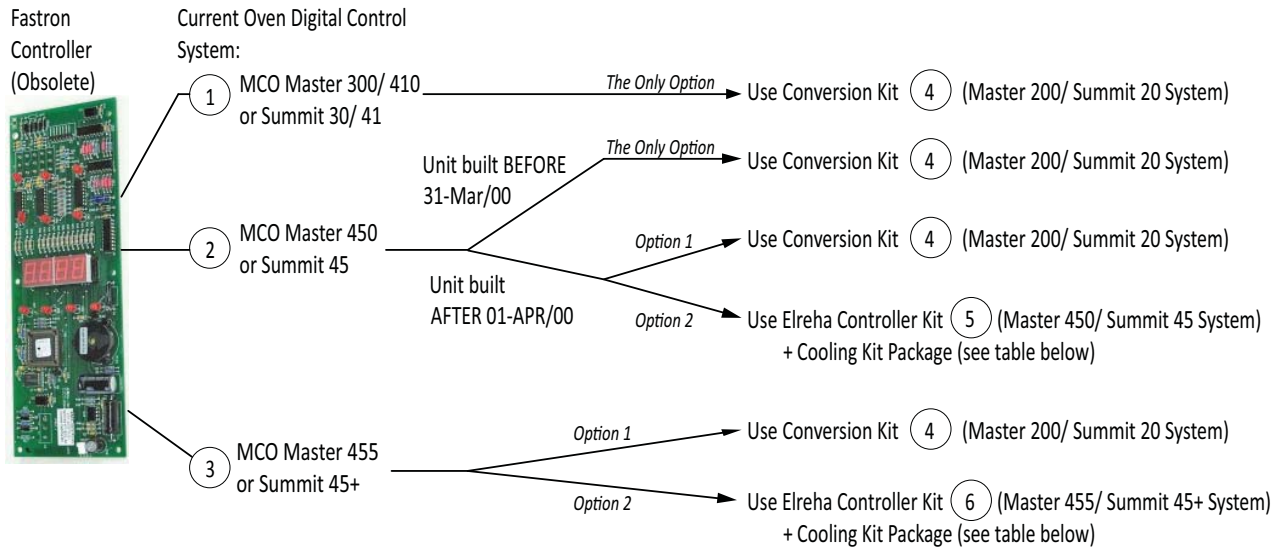 Fastron
Controller
(Obsolete)
Current Oven Digital Control
System:
1 MCO Master 300/ 410
or Summit 30/ 41
The Only Option
Use Conversion Kit 4 (Master 200/ Summit 20 System)
Unit built BEFORE
31-Mar/00
The Only Option
Use Conversion Kit 4 (Master 200/ Summit 20 System)
2 MCO Master 450
or Summit 45
Option 1
Use Conversion Kit 4 (Master 200/ Summit 20 System)
Unit built
AFTER 01-APR/00
Option 2
Use Elreha Controller Kit 5 (Master 450/ Summit 45 System)
+ Cooling Kit Package (see table below)
3 MCO Master 455
or Summit 45+
Option 1
Use Conversion Kit 4 (Master 200/ Summit 20 System)
Option 2
Use Elreha Controller Kit 6 (Master 455/ Summit 45+ System)
+ Cooling Kit Package (see table below)